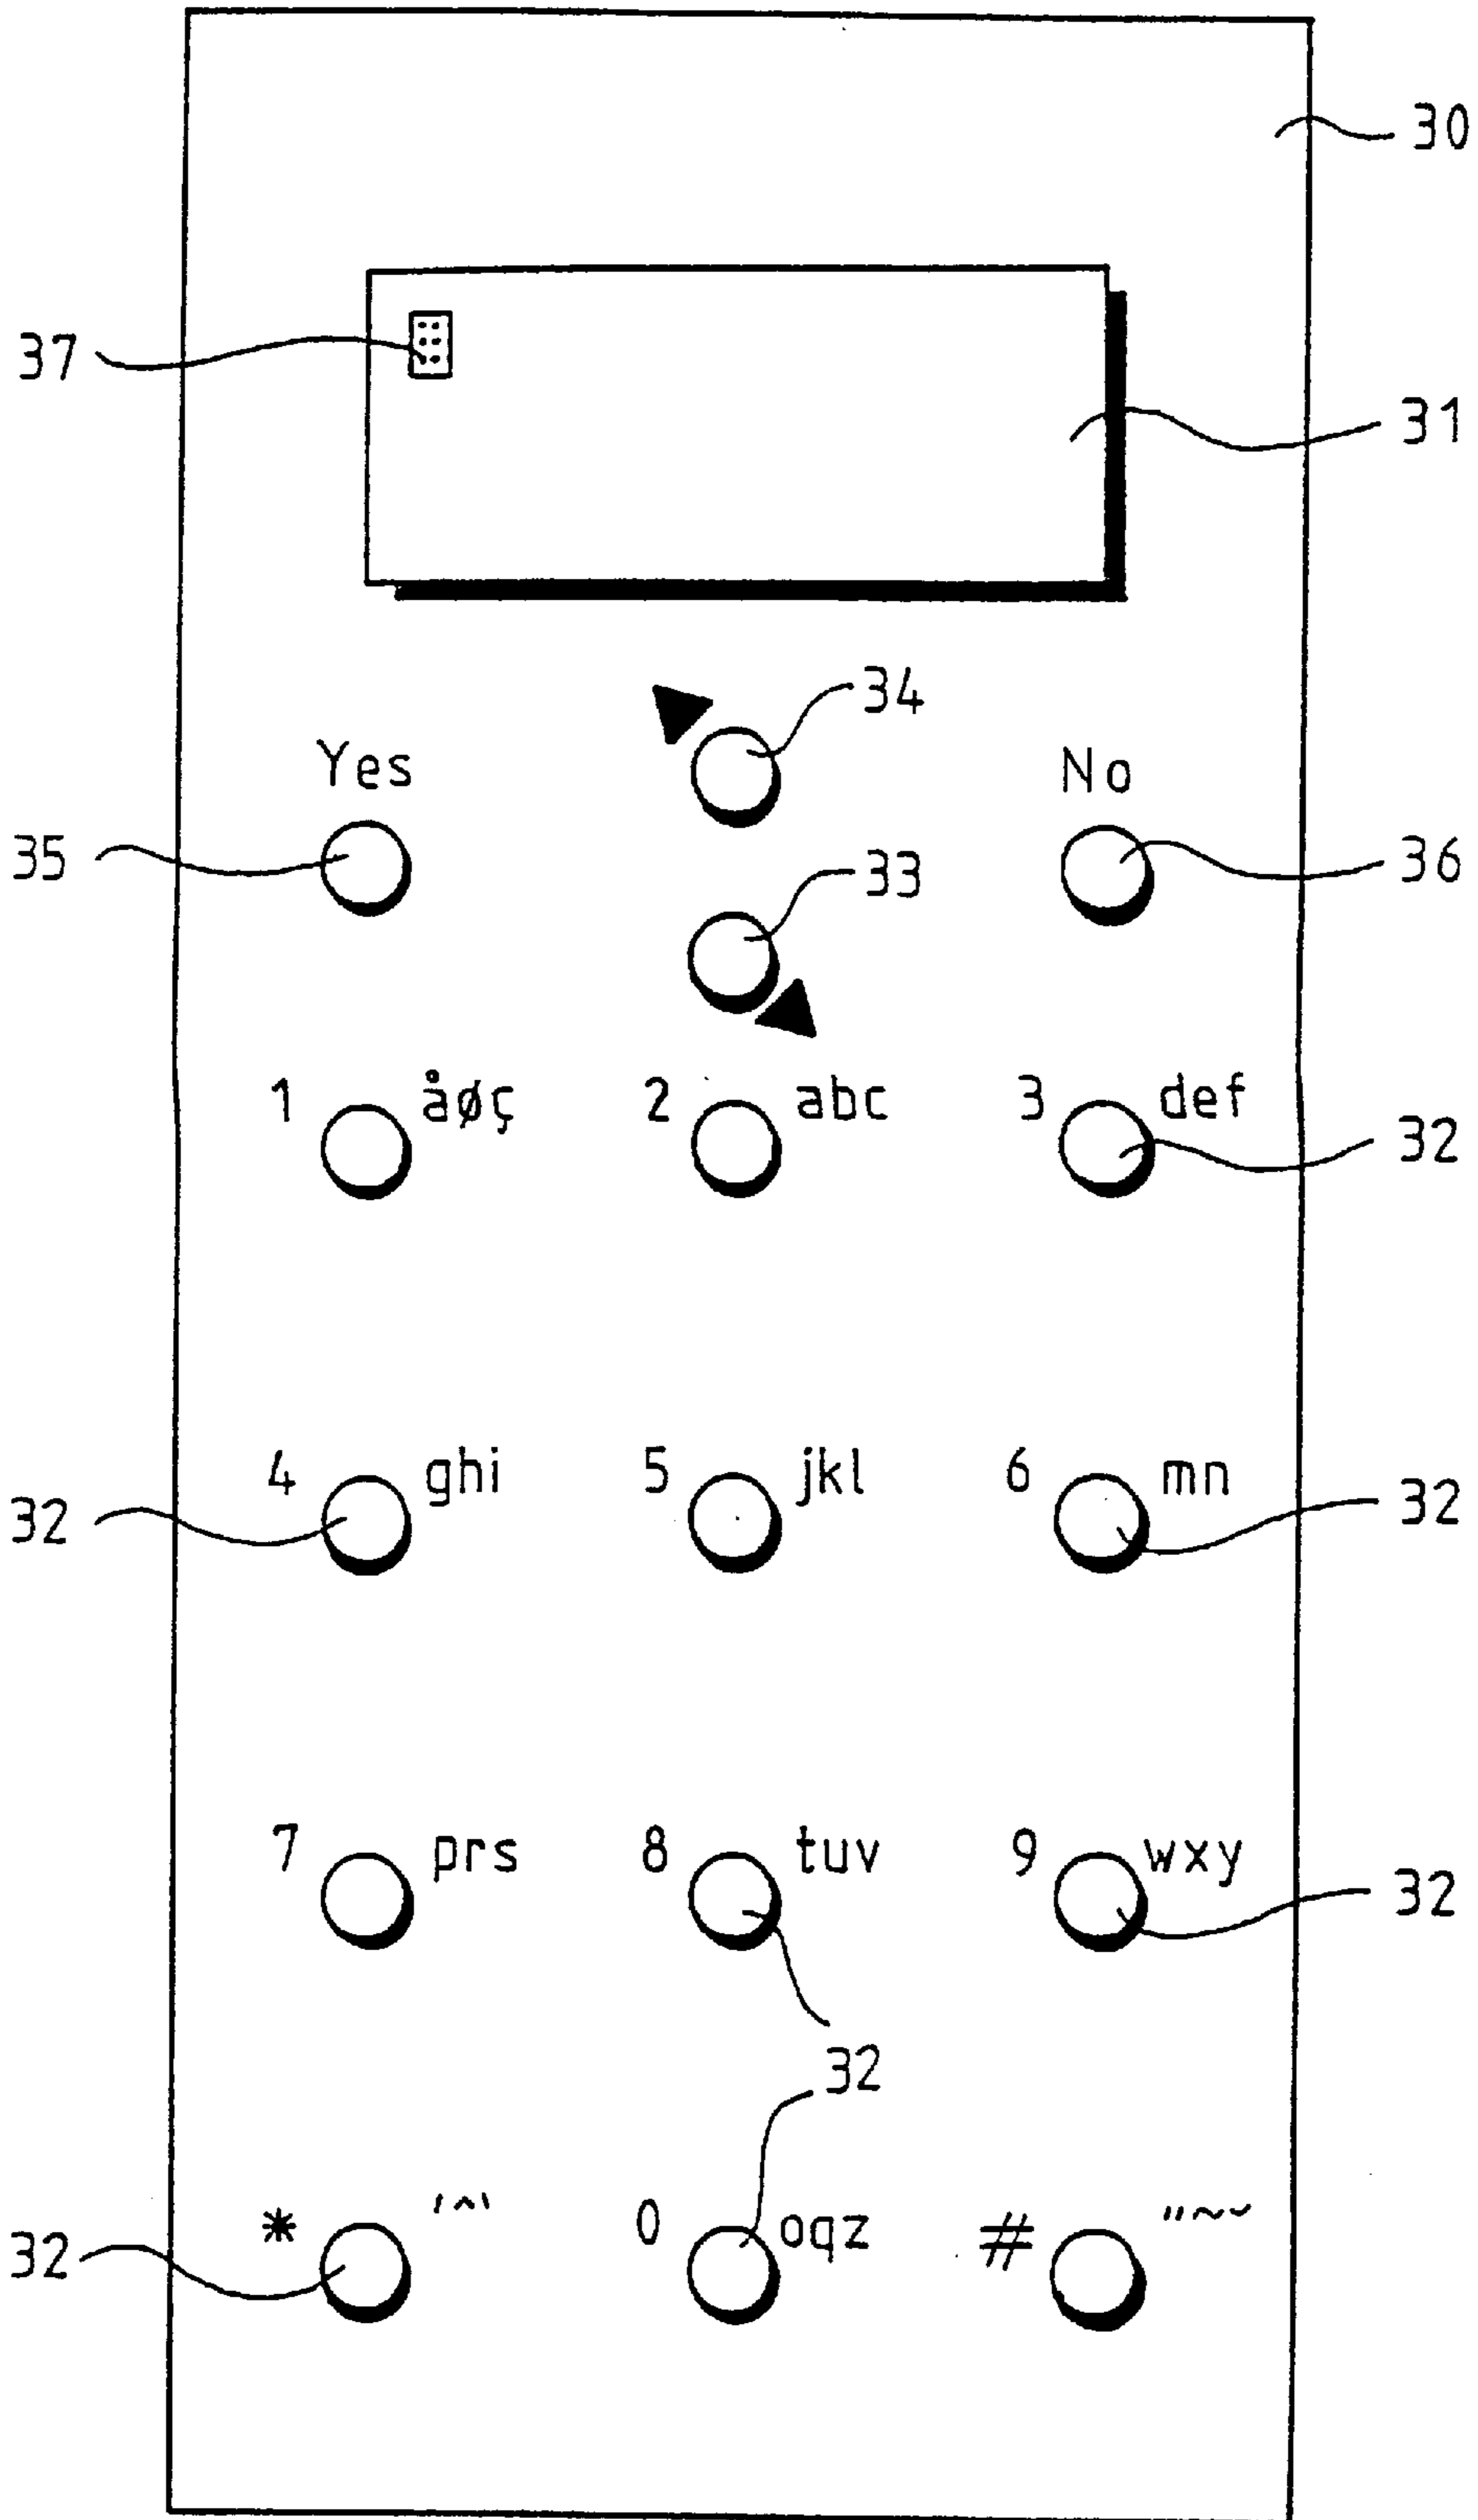 30
37
31
34
Yes No
35 36
33
1 åøç 2 abc 3 def
32
4 ghi 5 jkl 6 mn
32 32
7 prs 8 tuv 9 wxy
32
32
* ʹ^ˋ 0 oqz # "~˘
32